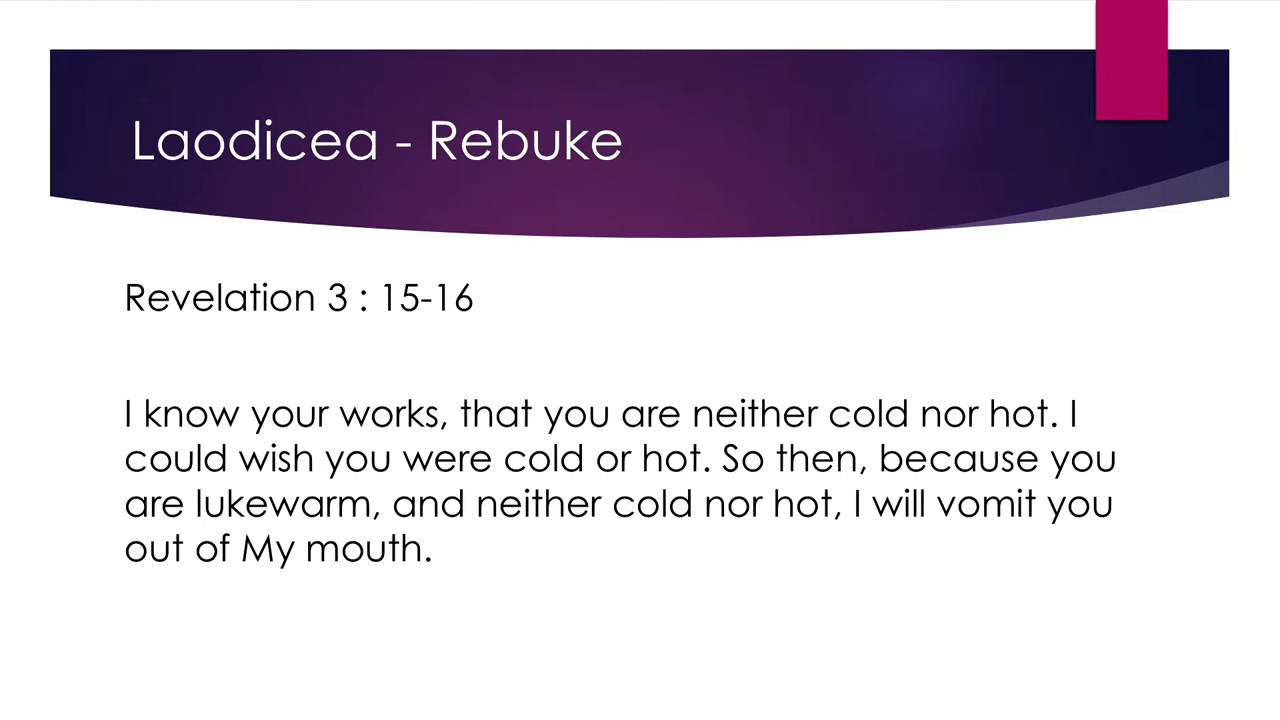 Laodicea - Rebuke
Revelation 3 : 15-16
I know your works, that you are neither cold nor hot. I
could wish you were cold or hot. So then, because you
are lukewarm, and neither cold nor hot, I will vomit you
out of My mouth.